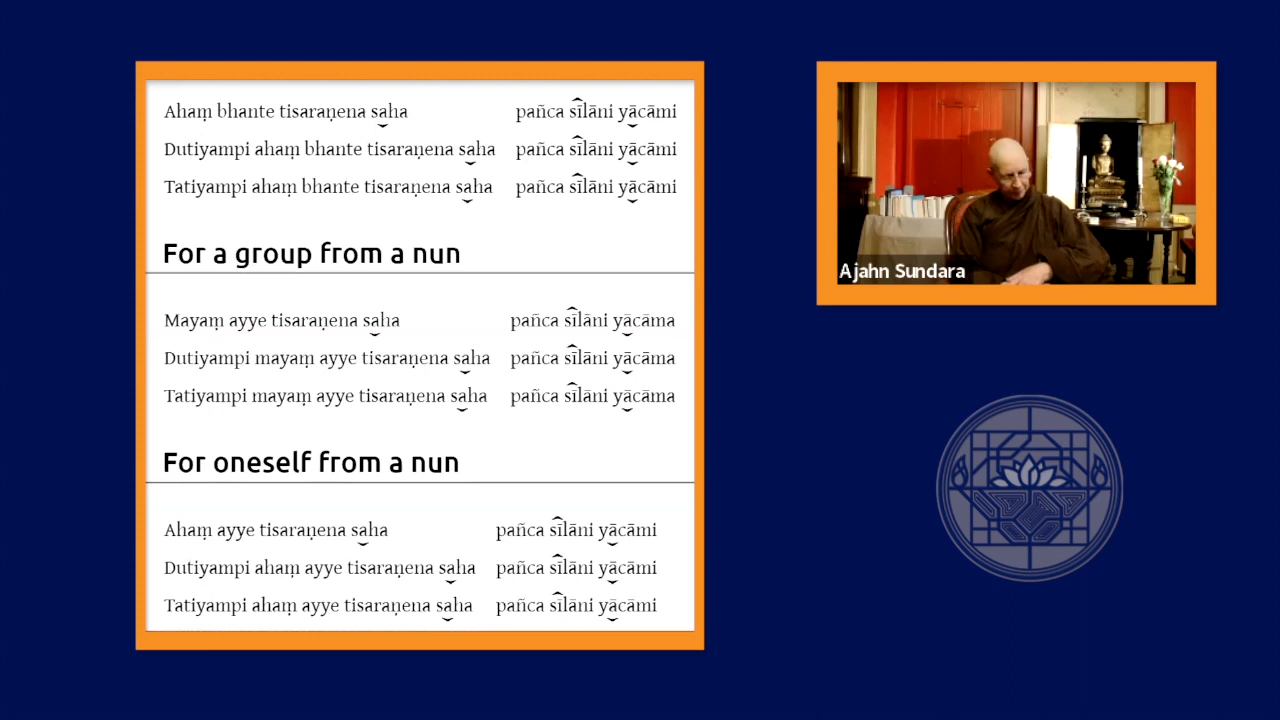 Ahaṃ bhante tisaraṇena saha pañca sīlāni yācāmi
Dutiyampi ahaṃ bhante tisaraṇena saha pañca sīlāni yācāmi
Tatiyampi ahaṃ bhante tisaraṇena saha pañca sīlāni yācāmi
For a group from a nun
Mayaṃ ayye tisaraṇena saha pañca sīlāni yācāma
Dutiyampi mayaṃ ayye tisaraṇena saha pañca sīlāni yācāma
Tatiyampi mayaṃ ayye tisaraṇena saha pañca sīlāni yācāma
For oneself from a nun
Ahaṃ ayye tisaraṇena saha pañca sīlāni yācāmi
Dutiyampi ahaṃ ayye tisaraṇena saha pañca sīlāni yācāmi
Tatiyampi ahaṃ ayye tisaraṇena saha pañca sīlāni yācāmi
Ajahn Sundara